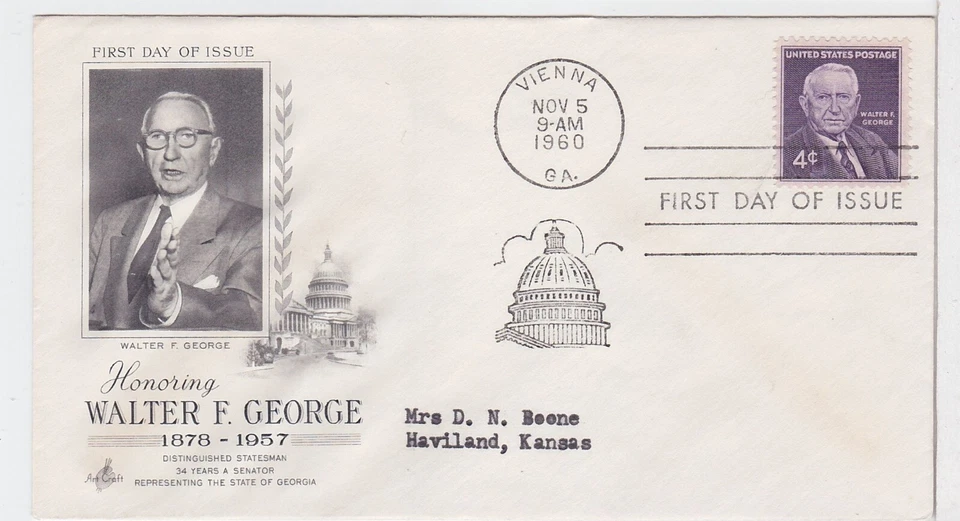 FIRST DAY OF ISSUE
WALTER F. GEORGE
Honoring
WALTER F. GEORGE
1878 - 1957
DISTINGUISHED STATESMAN
34 YEARS A SENATOR
REPRESENTING THE STATE OF GEORGIA
Art Craft
VIENNA
NOV 5
9-AM
1960
GA.
UNITED STATES POSTAGE
WALTER F.
GEORGE
4¢
FIRST DAY OF ISSUE
Mrs D. N. Boone
Haviland, Kansas